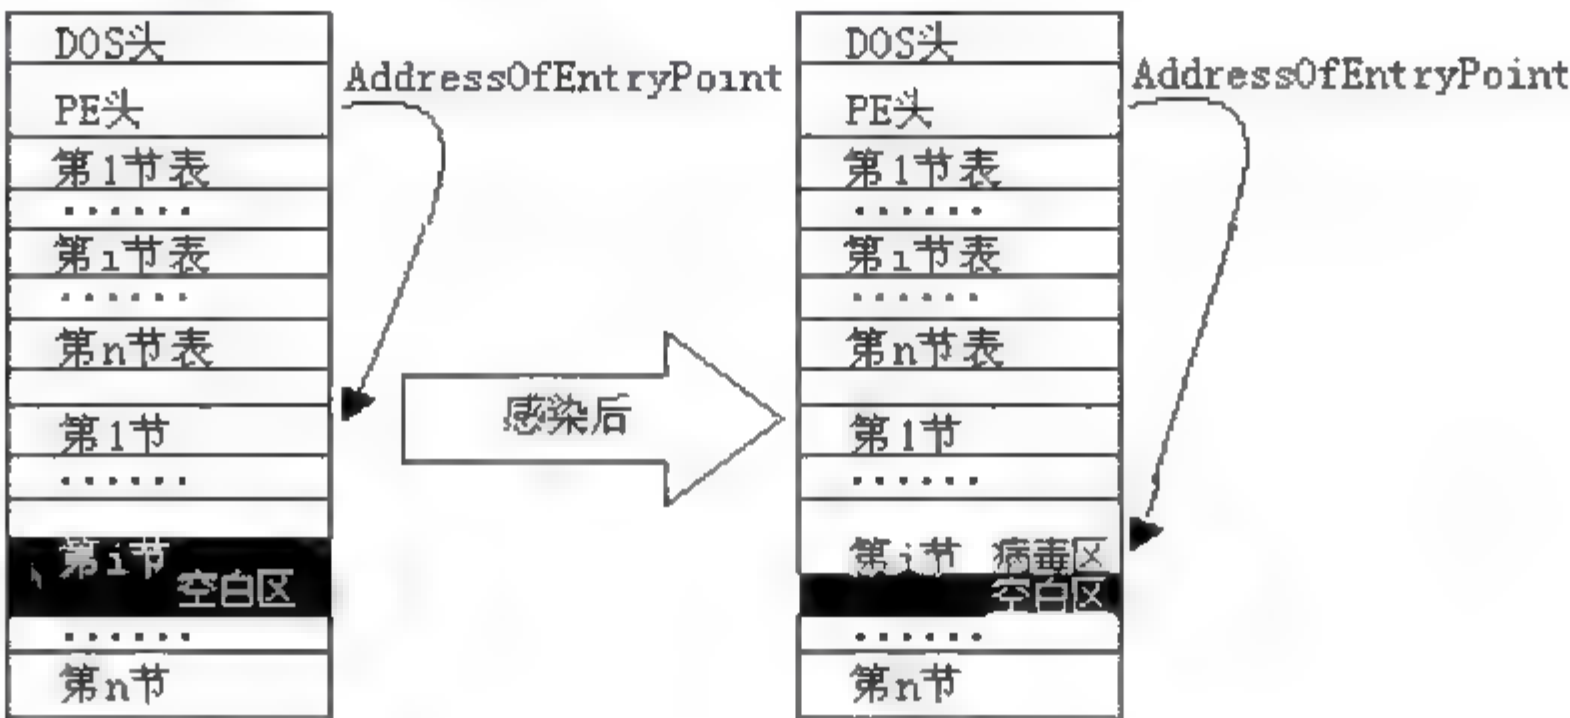 DOS头
AddressOfEntryPoint
PE头
第1节表
......
第i节表
......
第n节表
第1节
......
第i节
空白区
......
第n节
感染后
DOS头
AddressOfEntryPoint
PE头
第1节表
......
第i节表
......
第n节表
第1节
......
第i节 病毒区
空白区
......
第n节